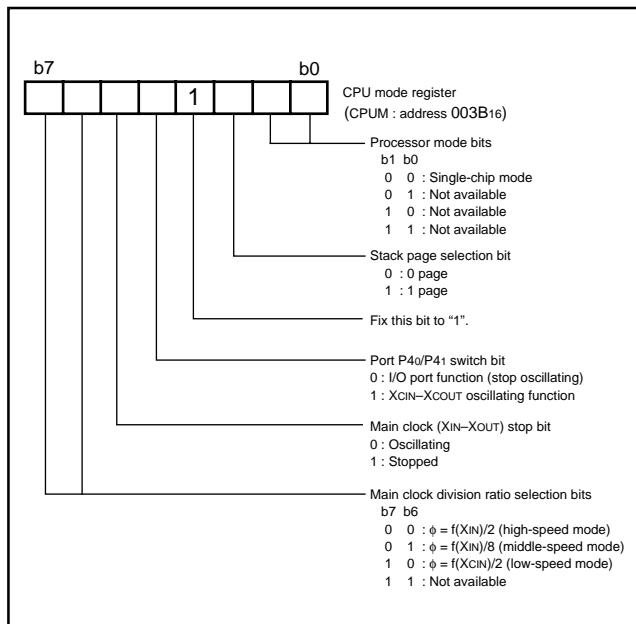 b7 b0
1
CPU mode register
(CPUM : address 003B16)
Processor mode bits
b1 b0
0 0 : Single-chip mode
0 1 : Not available
1 0 : Not available
1 1 : Not available
Stack page selection bit
0 : 0 page
1 : 1 page
Fix this bit to “1”.
Port P40/P41 switch bit
0 : I/O port function (stop oscillating)
1 : XCIN–XCOUT oscillating function
Main clock (XIN–XOUT) stop bit
0 : Oscillating
1 : Stopped
Main clock division ratio selection bits
b7 b6
0 0 : φ = f(XIN)/2 (high-speed mode)
0 1 : φ = f(XIN)/8 (middle-speed mode)
1 0 : φ = f(XCIN)/2 (low-speed mode)
1 1 : Not available